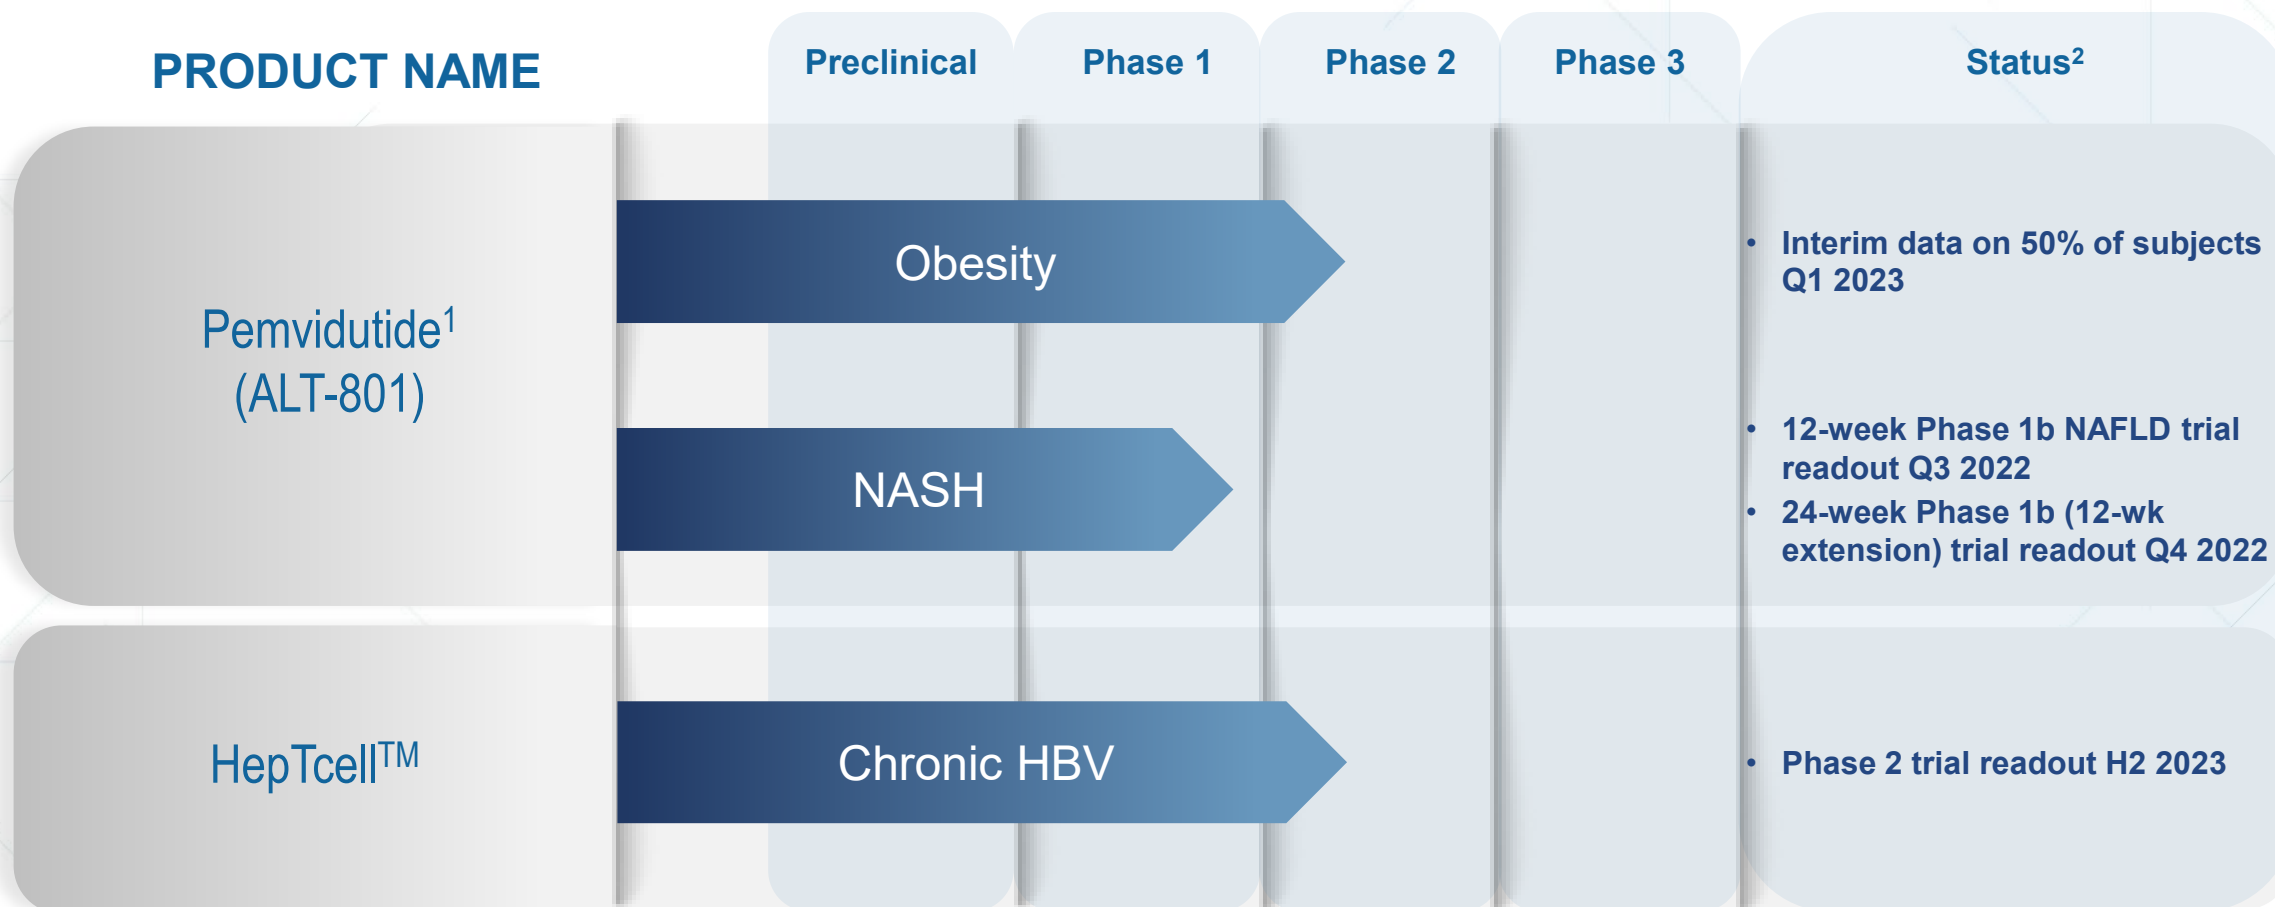 PRODUCT NAME
Preclinical
Phase 1
Phase 2
Phase 3
Status²
Pemvidutide¹
(ALT-801)
Obesity
• Interim data on 50% of subjects
Q1 2023
NASH
• 12-week Phase 1b NAFLD trial
readout Q3 2022
• 24-week Phase 1b (12-wk
extension) trial readout Q4 2022
HepTcell™
Chronic HBV
• Phase 2 trial readout H2 2023